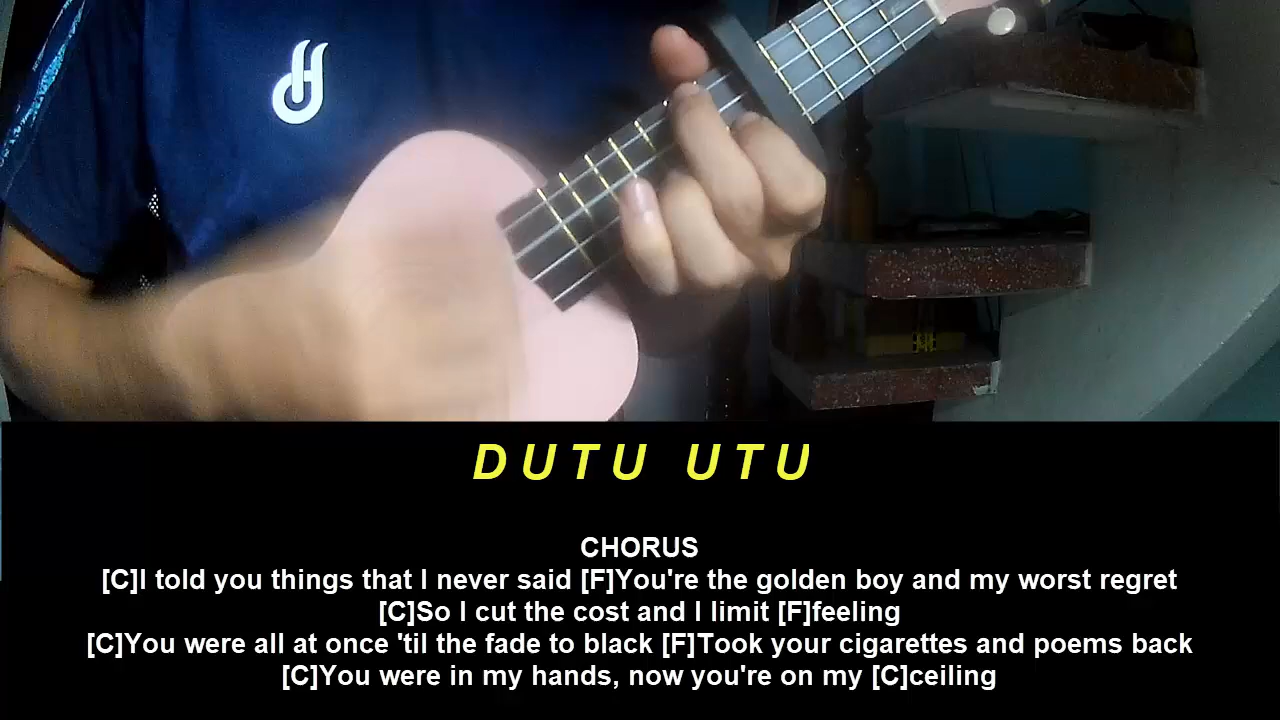 DUTU UTU
CHORUS
[C]I told you things that I never said [F]You're the golden boy and my worst regret
[C]So I cut the cost and I limit [F]feeling
[C]You were all at once 'til the fade to black [F]Took your cigarettes and poems back
[C]You were in my hands, now you're on my [C]ceiling